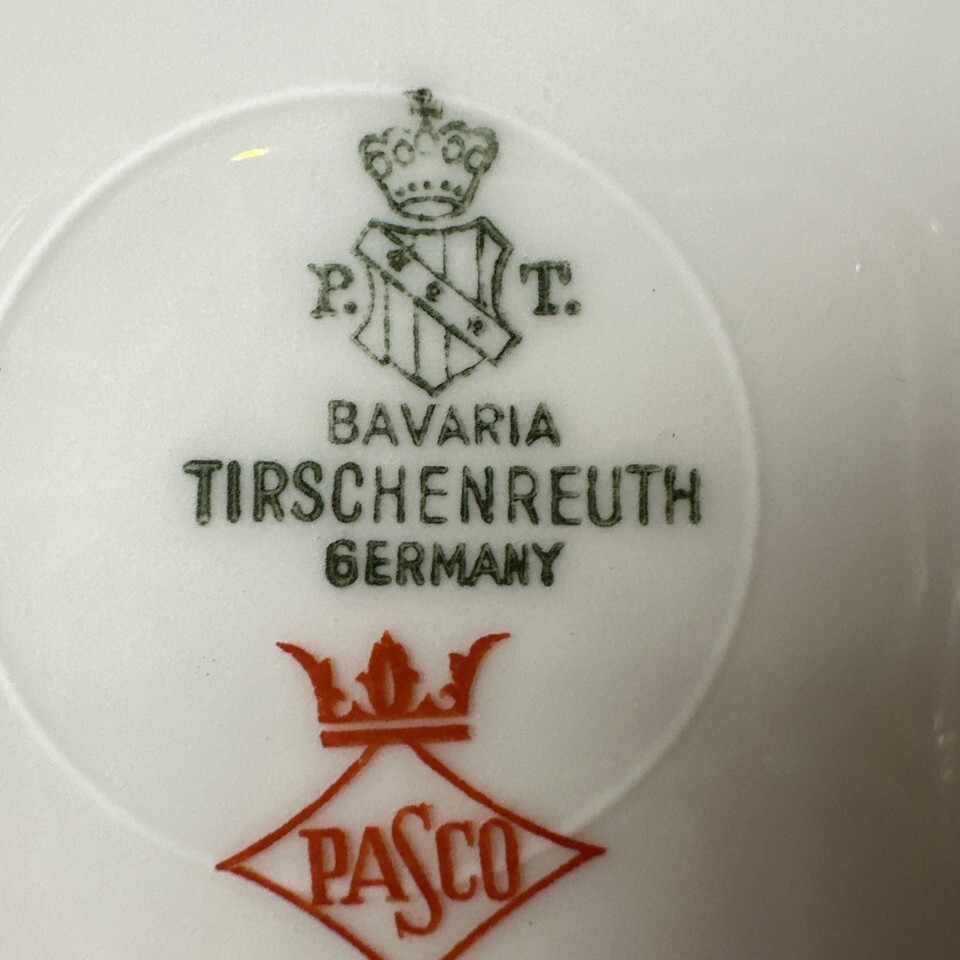 P. T.
BAVARIA
TIRSCHENREUTH
GERMANY
PASCO